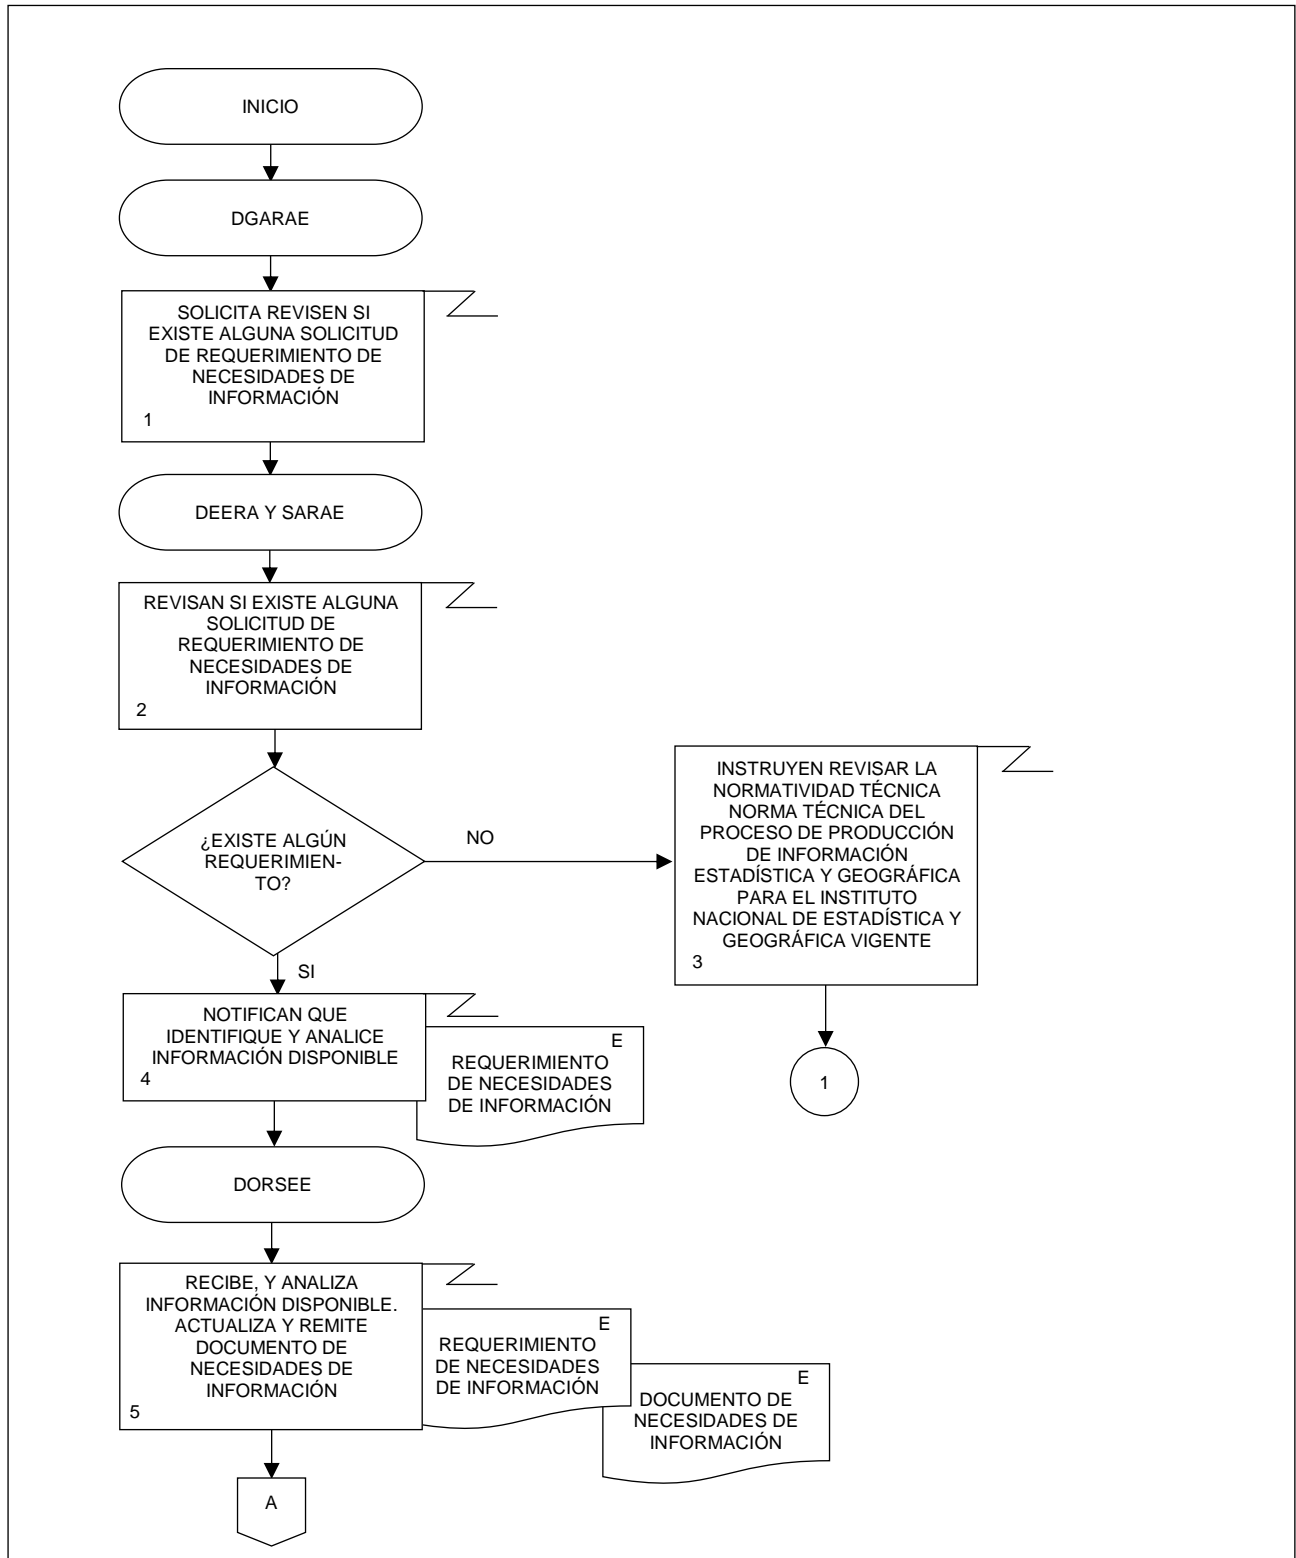 INICIO
DGARAE
SOLICITA REVISEN SI
EXISTE ALGUNA SOLICITUD
DE REQUERIMIENTO DE
NECESIDADES DE
INFORMACIÓN
1
DEERA Y SARAE
REVISAN SI EXISTE ALGUNA
SOLICITUD DE
REQUERIMIENTO DE
NECESIDADES DE
INFORMACIÓN
2
¿EXISTE ALGÚN
REQUERIMIEN-
TO?
NO
INSTRUYEN REVISAR LA
NORMATIVIDAD TÉCNICA
NORMA TÉCNICA DEL
PROCESO DE PRODUCCIÓN
DE INFORMACIÓN
ESTADÍSTICA Y GEOGRÁFICA
PARA EL INSTITUTO
NACIONAL DE ESTADÍSTICA Y
GEOGRÁFICA VIGENTE
3
1
SI
NOTIFICAN QUE
IDENTIFIQUE Y ANALICE
INFORMACIÓN DISPONIBLE
4
E
REQUERIMIENTO
DE NECESIDADES
DE INFORMACIÓN
DORSEE
RECIBE, Y ANALIZA
INFORMACIÓN DISPONIBLE.
ACTUALIZA Y REMITE
DOCUMENTO DE
NECESIDADES DE
INFORMACIÓN
5
E
REQUERIMIENTO
DE NECESIDADES
DE INFORMACIÓN
E
DOCUMENTO DE
NECESIDADES DE
INFORMACIÓN
A